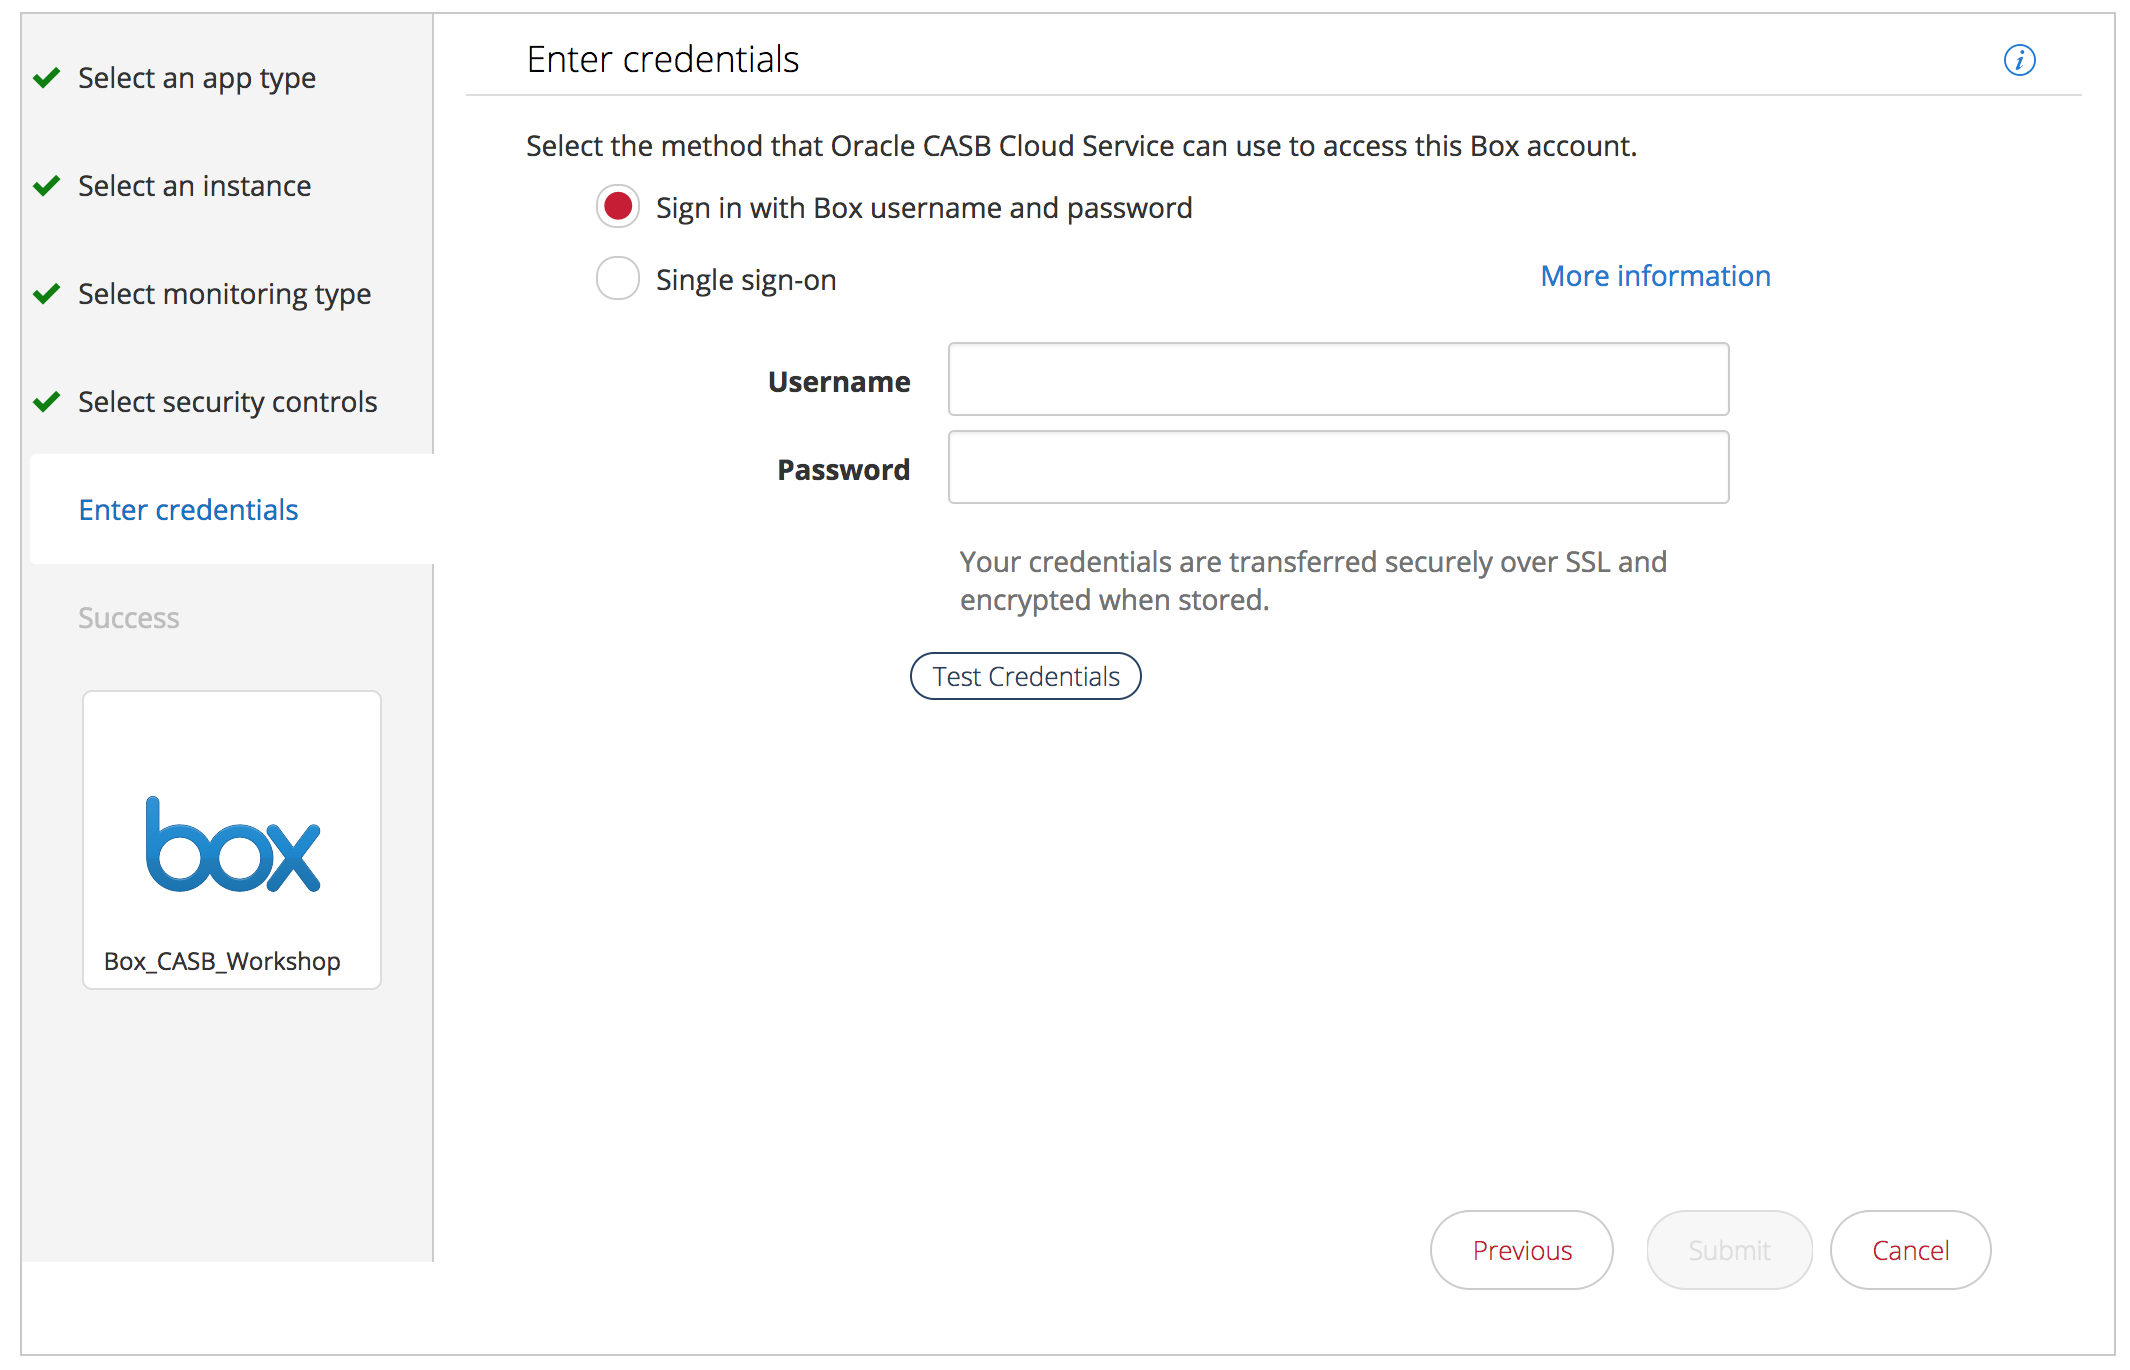 Select an app type
Select an instance
Select monitoring type
Select security controls
Enter credentials
Success
box
Box_CASB_Workshop
Enter credentials
i
Select the method that Oracle CASB Cloud Service can use to access this Box account.
Sign in with Box username and password
Single sign-on
More information
Username
Password
Your credentials are transferred securely over SSL and
encrypted when stored.
Test Credentials
Previous
Submit
Cancel